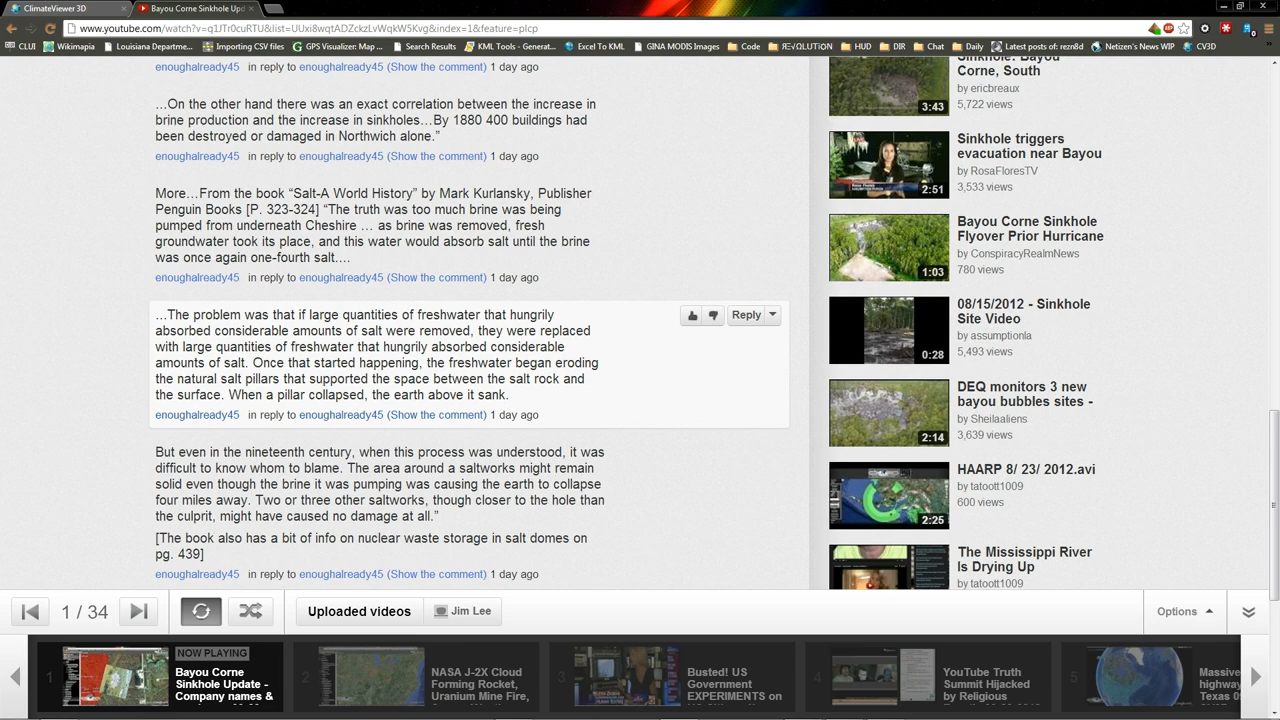 ClimateViewer 3D
Bayou Corne Sinkhole Upd
www.youtube.com/watch?v=q1JTr0cuRTU&list=UUxi8wqtADZckzLvWqkW5Kvg&index=1&feature=plcp
CLUI
Wikimapia
Louisiana Departme...
Importing CSV files
GPS Visualizer: Map ...
Search Results
KML Tools - Generat...
Excel To KML
GINA MODIS Images
Code
ЯΞVΩLUTIΩN
HUD
DIR
Chat
Daily
Latest posts of: rezn8d
Netizen's News WIP
CV3D
enoughalready45 in reply to enoughalready45 (Show the comment) 1 day ago
…On the other hand there was an exact correlation between the increase in
brine production and the increase in sinkholes…By 1880 400 buildings had
been destroyed or damaged in Northwich alone.”
enoughalready45 in reply to enoughalready45 (Show the comment) 1 day ago
More…From the book “Salt-A World History” by Mark Kurlansky, Publisher
Penguin Books [P. 323-324] “The truth was too much brine was being
pumped from underneath Cheshire … as brine was removed, fresh
groundwater took its place, and this water would absorb salt until the brine
was once again one-fourth salt.…
enoughalready45 in reply to enoughalready45 (Show the comment) 1 day ago
…The problem was that if large quantities of freshwater that hungrily
absorbed considerable amounts of salt were removed, they were replaced
with large quantities of freshwater that hungrily absorbed considerable
amounts of salt. Once that started happening, the freshwater began eroding
the natural salt pillars that supported the space between the salt rock and
the surface. When a pillar collapsed, the earth above it sank.
Reply
enoughalready45 in reply to enoughalready45 (Show the comment) 1 day ago
But even in the nineteenth century, when this process was understood, it was
difficult to know whom to blame. The area around a saltworks might remain
solid even though the brine it was pumping was causing the earth to collapse
four miles away. Two or three other saltworks, though closer to the hole than
the culprit, might have caused no damage at all.”
[The book also has a bit of info on nuclear waste storage in salt domes on
pg. 439]
enoughalready45 in reply to enoughalready45 (Show the comment) 1 day ago
Sinkhole: Bayou
Corne, South
by ericbreaux
5,722 views
3:43
Sinkhole triggers
evacuation near Bayou
by RosaFloresTV
3,533 views
2:51
Bayou Corne Sinkhole
Flyover Prior Hurricane
by ConspiracyRealmNews
780 views
1:03
08/15/2012 - Sinkhole
Site Video
by assumptionla
5,493 views
0:28
DEQ monitors 3 new
bayou bubbles sites -
by Sheilaaliens
3,639 views
2:14
HAARP 8/ 23/ 2012.avi
by tatoott1009
600 views
2:25
The Mississippi River
Is Drying Up
by tatoott1009
1 / 34
Uploaded videos
Jim Lee
Options
1
NOW PLAYING
Bayou Corne
Sinkhole Update -
Company names &
2
NASA J-2X Cloud
Forming Rocket,
Uranium Mine Fire,
3
Busted! US
Government
EXPERIMENTS on
4
YouTube Truth
Summit Hijacked
by Religious
5
Massive
highway
Texas